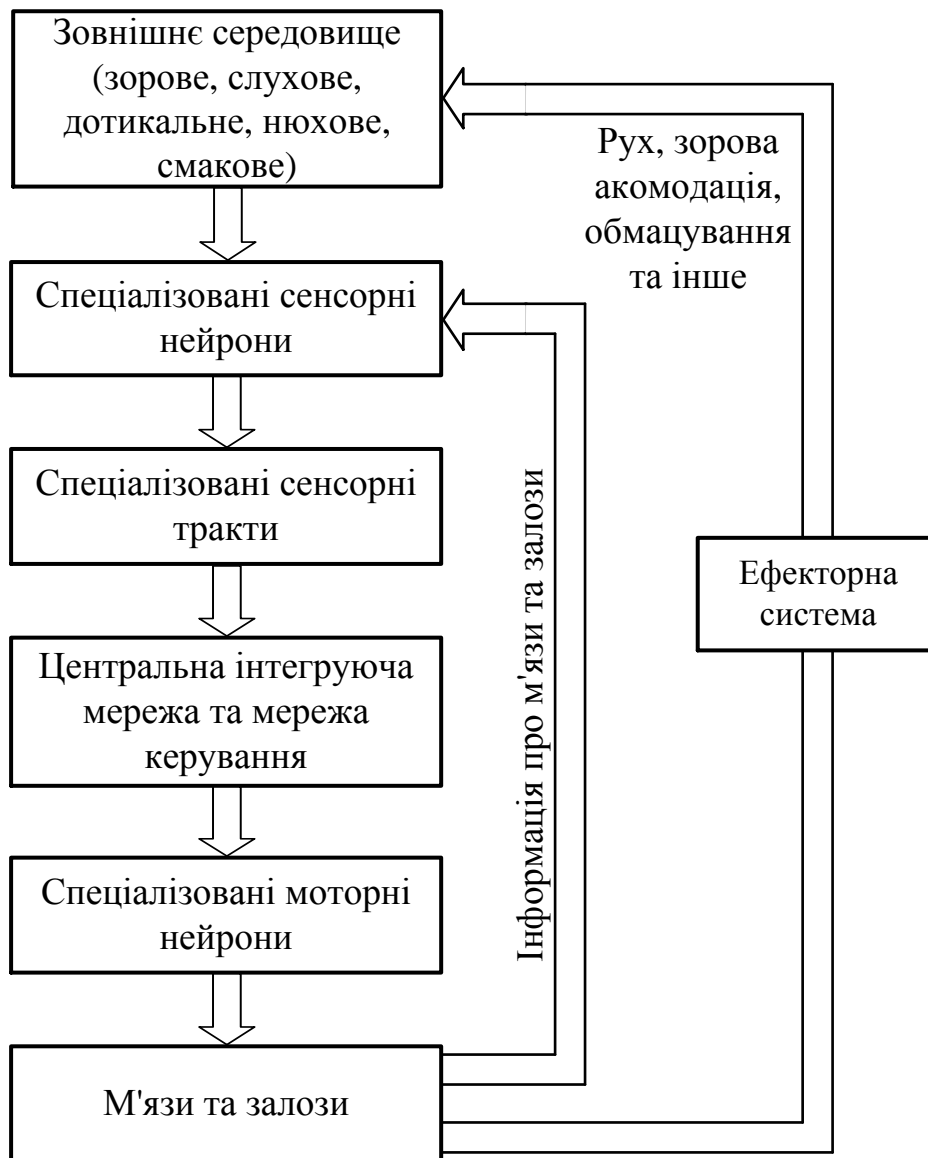 Зовнішнє середовище
(зорове, слухове,
дотикальне, нюхове,
смакове)
Рух, зорова
акомодація,
обмацування
та інше
Спеціалізовані сенсорні
нейрони
Спеціалізовані сенсорні
тракти
Інформація про м'язи та залози
Ефекторна
система
Центральна інтегруюча
мережа та мережа
керування
Спеціалізовані моторні
нейрони
М'язи та залози